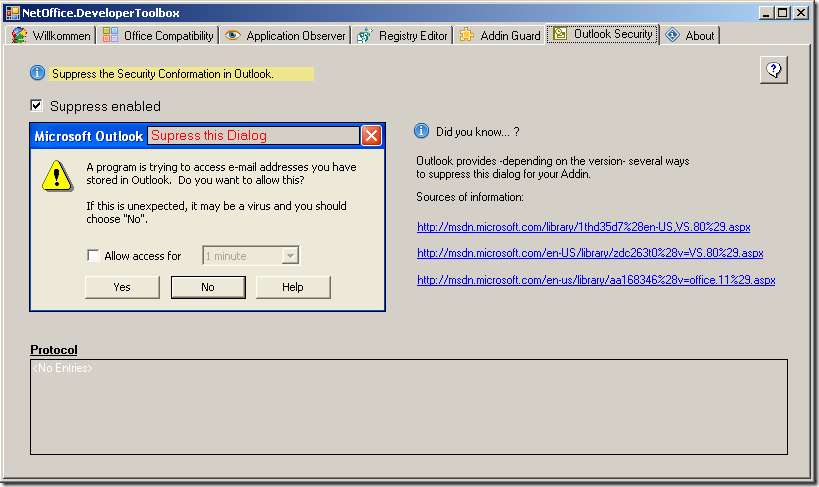 NetOffice.DeveloperToolbox
Willkommen Office Compatibility Application Observer Registry Editor Addin Guard Outlook Security About
Suppress the Security Conformation in Outlook.
Suppress enabled
Microsoft Outlook Supress this Dialog
A program is trying to access e-mail addresses you have
stored in Outlook. Do you want to allow this?
If this is unexpected, it may be a virus and you should
choose "No".
Allow access for 1 minute
Yes No Help
Did you know... ?
Outlook provides -depending on the version- several ways
to suppress this dialog for your Addin.
Sources of information:
http://msdn.microsoft.com/library/1thd35d7%28en-US,VS.80%29.aspx
http://msdn.microsoft.com/en-US/library/zdc263t0%28v=VS.80%29.aspx
http://msdn.microsoft.com/en-us/library/aa168346%28v=office.11%29.aspx
Protocol
<No Entries>